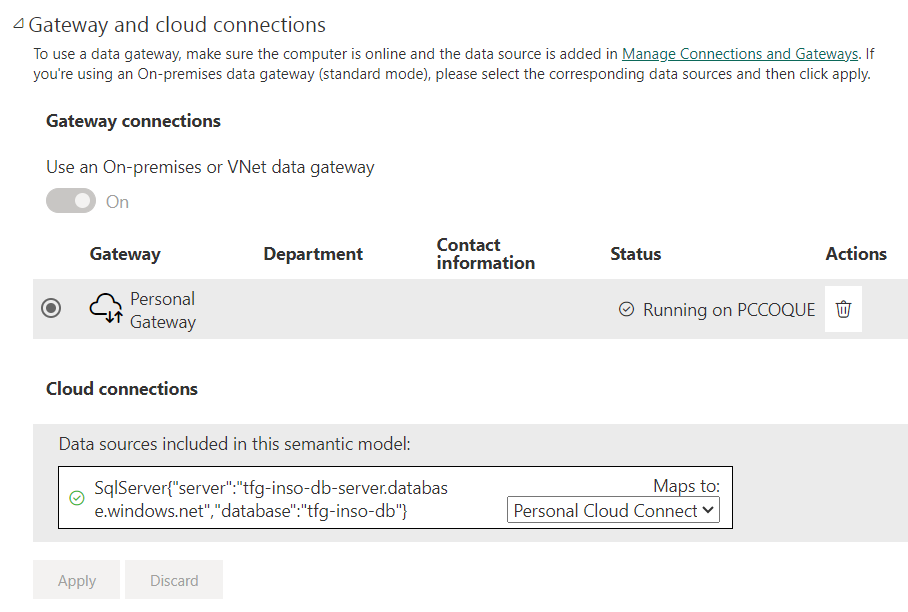 Gateway and cloud connections
To use a data gateway, make sure the computer is online and the data source is added in Manage Connections and Gateways. If
you're using an On-premises data gateway (standard mode), please select the corresponding data sources and then click apply.
Gateway connections
Use an On-premises or VNet data gateway
On
Gateway Department Contact information Status Actions
Personal
Gateway
Running on PCCOQUE
Cloud connections
Data sources included in this semantic model:
SqlServer{"server":"tfg-inso-db-server.databas
e.windows.net","database":"tfg-inso-db"}
Maps to:
Personal Cloud Connect
Apply Discard